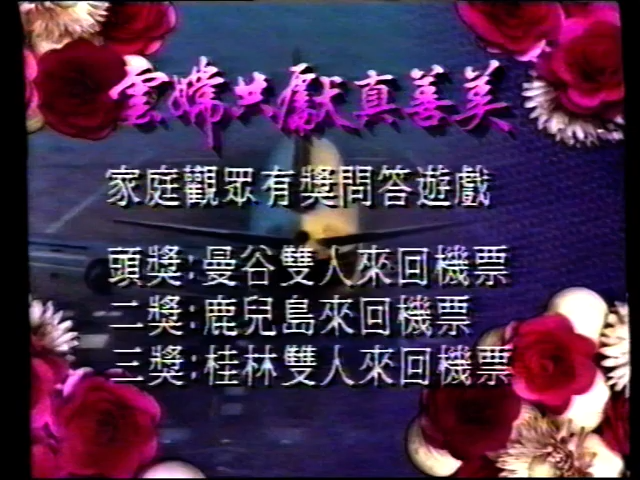 雲嫦共獻真善美
家庭觀眾有獎問答遊戲
頭獎:曼谷雙人來回機票
二獎:鹿兒島來回機票
三獎:桂林雙人來回機票